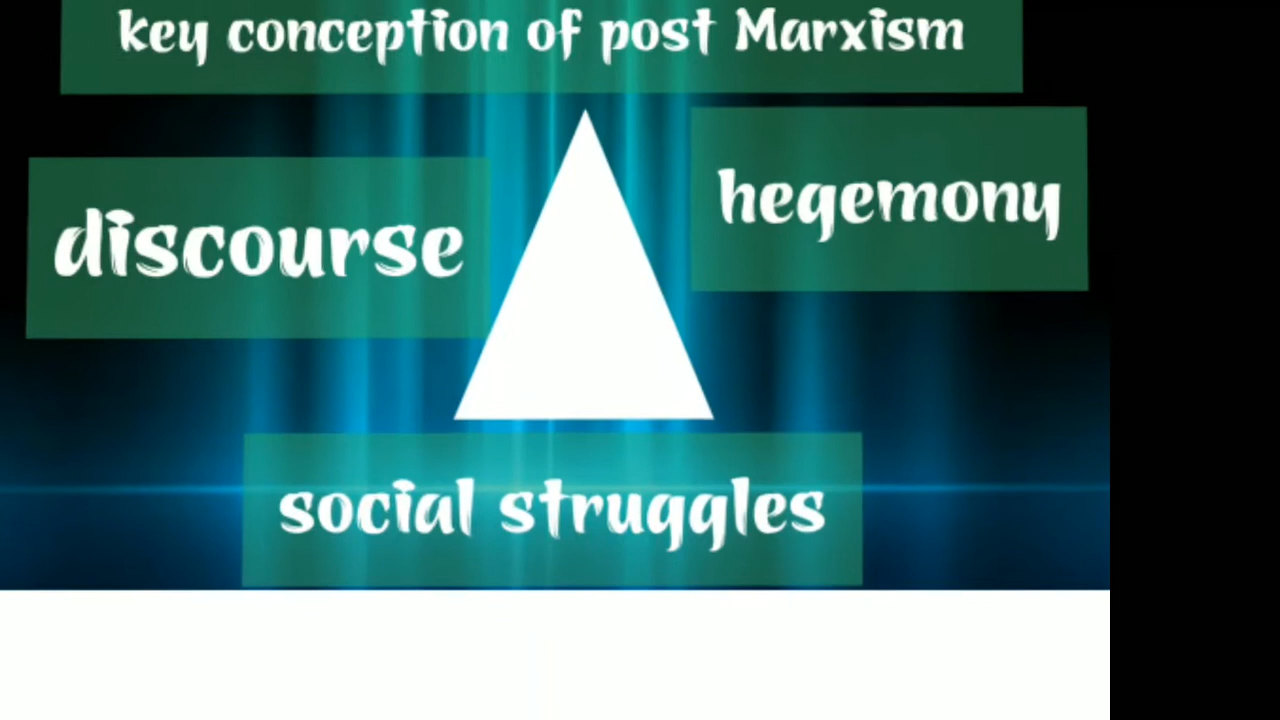 key conception of post Marxism
hegemony
discourse
social struggles